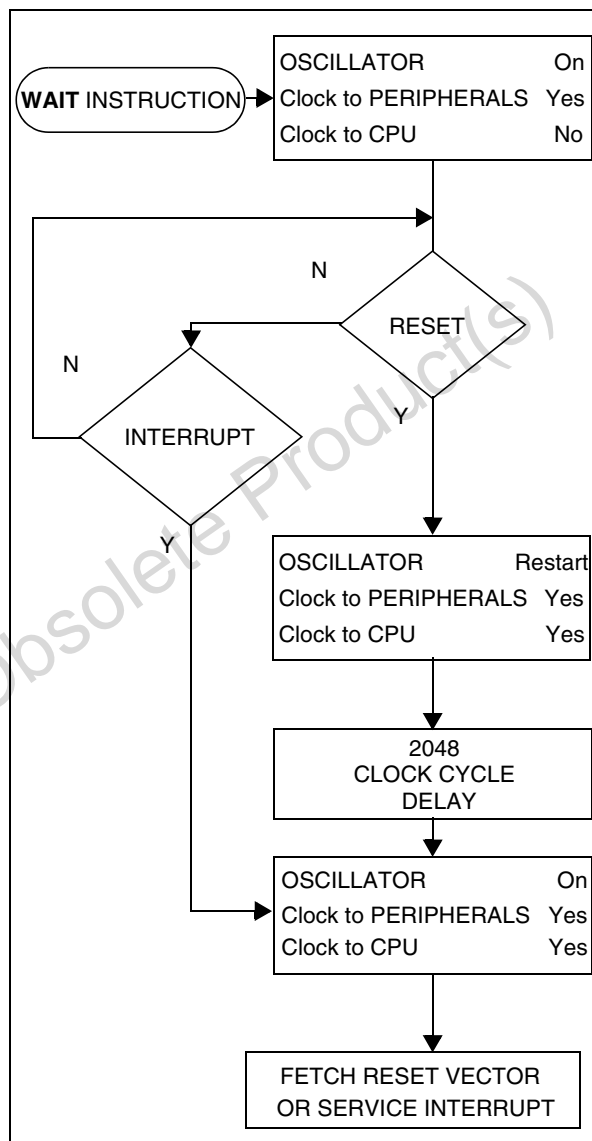 WAIT INSTRUCTION
OSCILLATOR On
Clock to PERIPHERALS Yes
Clock to CPU No
N
RESET
N
INTERRUPT
Y
Y
OSCILLATOR Restart
Clock to PERIPHERALS Yes
Clock to CPU Yes
2048
CLOCK CYCLE
DELAY
OSCILLATOR On
Clock to PERIPHERALS Yes
Clock to CPU Yes
FETCH RESET VECTOR
OR SERVICE INTERRUPT
Obsolete Product(s)